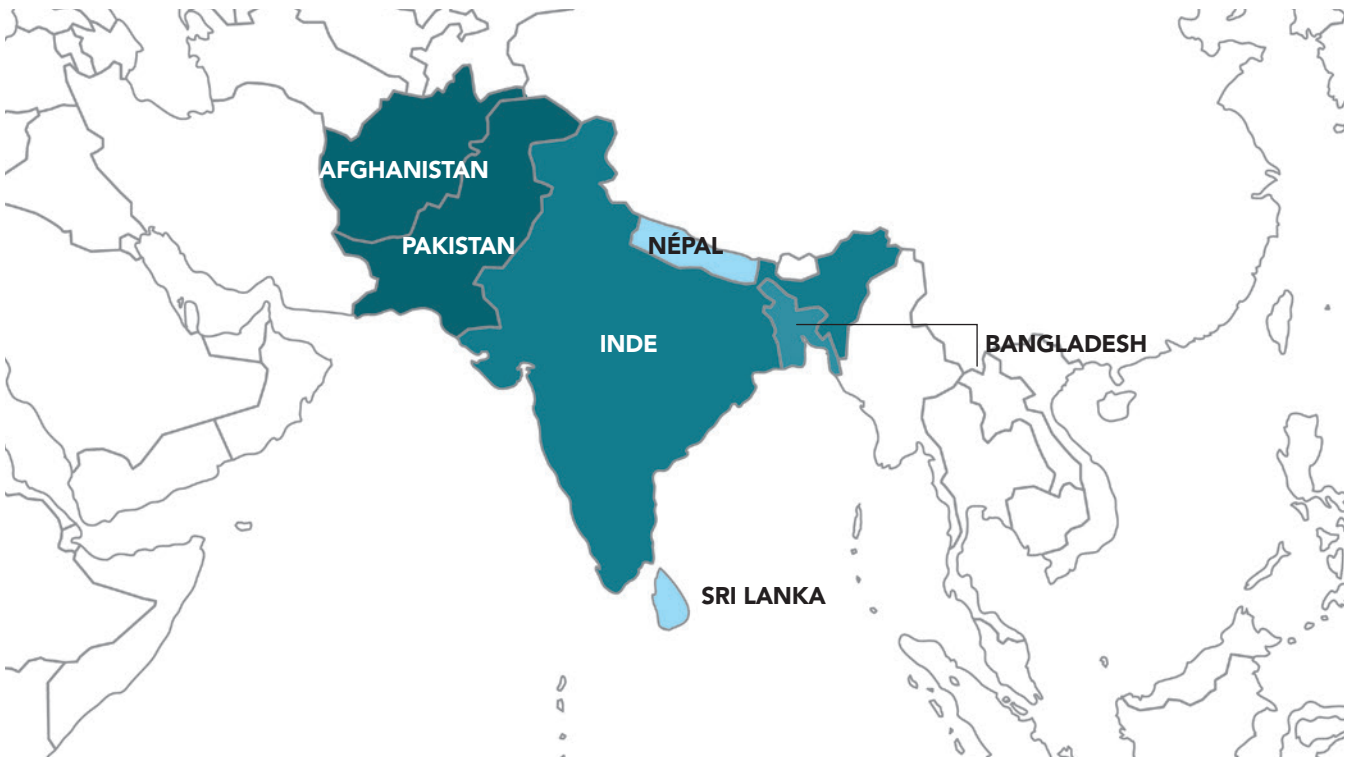 AFGHANISTAN
PAKISTAN
NÉPAL
INDE
BANGLADESH
SRI LANKA